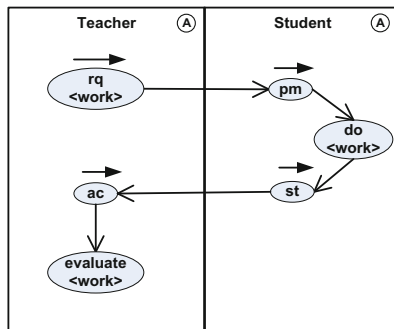 Teacher A
Student A
rq
<work>
pm
do
<work>
ac
st
evaluate
<work>